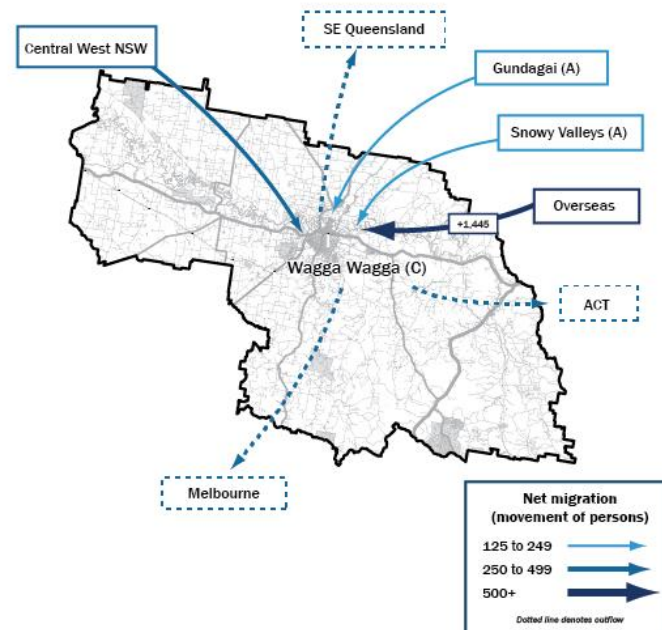 SE Queensland
Central West NSW
Gundagai (A)
Snowy Valleys (A)
Overseas
+1,445
Wagga Wagga (C)
ACT
Melbourne
Net migration
(movement of persons)
125 to 249
250 to 499
500+
Dotted line denotes outflow